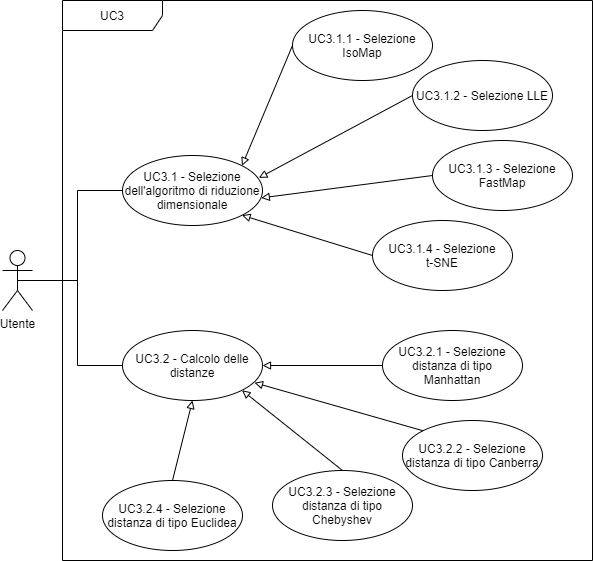 UC3
UC3.1.1 - Selezione
IsoMap
UC3.1.2 - Selezione LLE
UC3.1 - Selezione
dell'algoritmo di riduzione
dimensionale
UC3.1.3 - Selezione
FastMap
UC3.1.4 - Selezione
t-SNE
Utente
UC3.2 - Calcolo delle
distanze
UC3.2.1 - Selezione
distanza di tipo
Manhattan
UC3.2.2 - Selezione
distanza di tipo Canberra
UC3.2.3 - Selezione
distanza di tipo
Chebyshev
UC3.2.4 - Selezione
distanza di tipo Euclidea